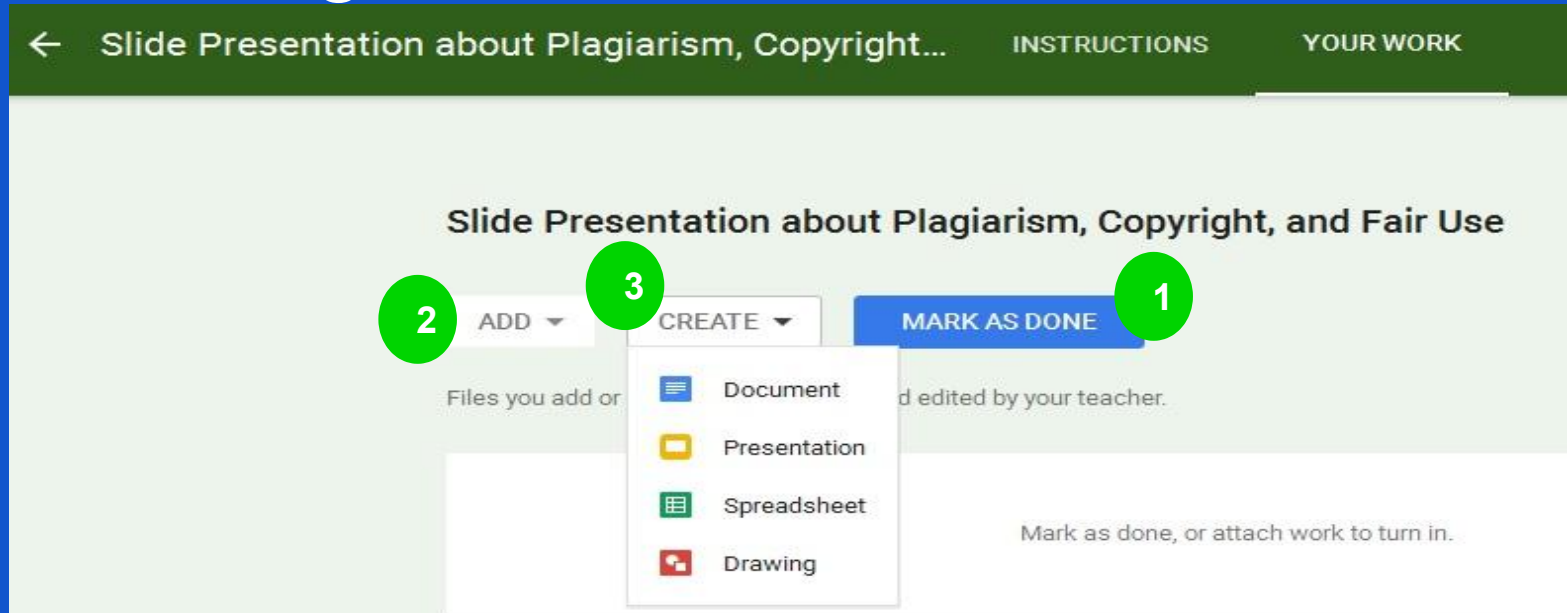 ← Slide Presentation about Plagiarism, Copyright... INSTRUCTIONS YOUR WORK
Slide Presentation about Plagiarism, Copyright, and Fair Use
2 ADD 3 CREATE MARK AS DONE 1
Files you add or d edited by your teacher.
Document
Presentation
Spreadsheet
Mark as done, or attach work to turn in.
Drawing